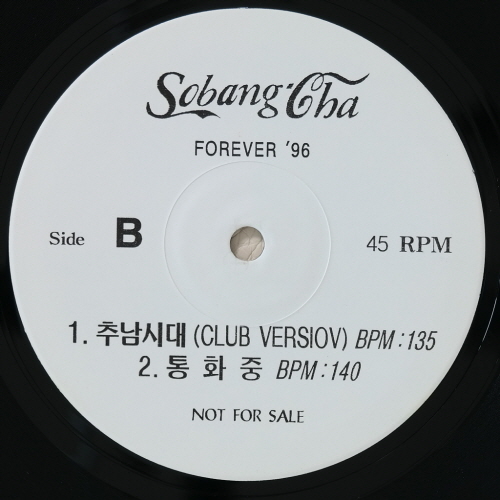 Sobang-Cha
FOREVER '96
Side B
45 RPM
1. 추남시대 (CLUB VERSIOV) BPM : 135
2. 통 화 중 BPM : 140
NOT FOR SALE